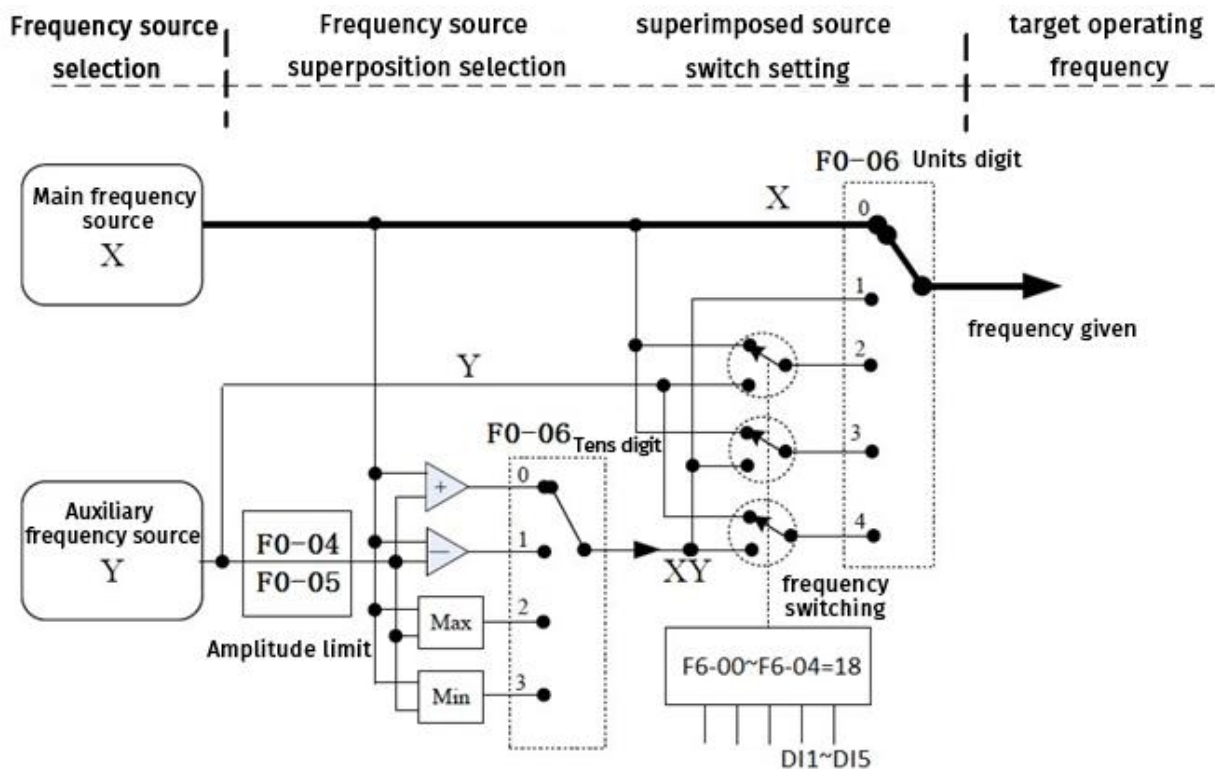 Frequency source
selection
Frequency source
superposition selection
superimposed source
switch setting
target operating
frequency
F0-06 Units digit
Main frequency
source
X
X
0
1
frequency given
2
Y
3
F0-06 Tens digit
0
+
Auxiliary
frequency source
Y
F0-04
F0-05
1
−
4
XY
frequency
switching
Amplitude limit
Max
2
F6-00~F6-04=18
Min
3
DI1~DI5